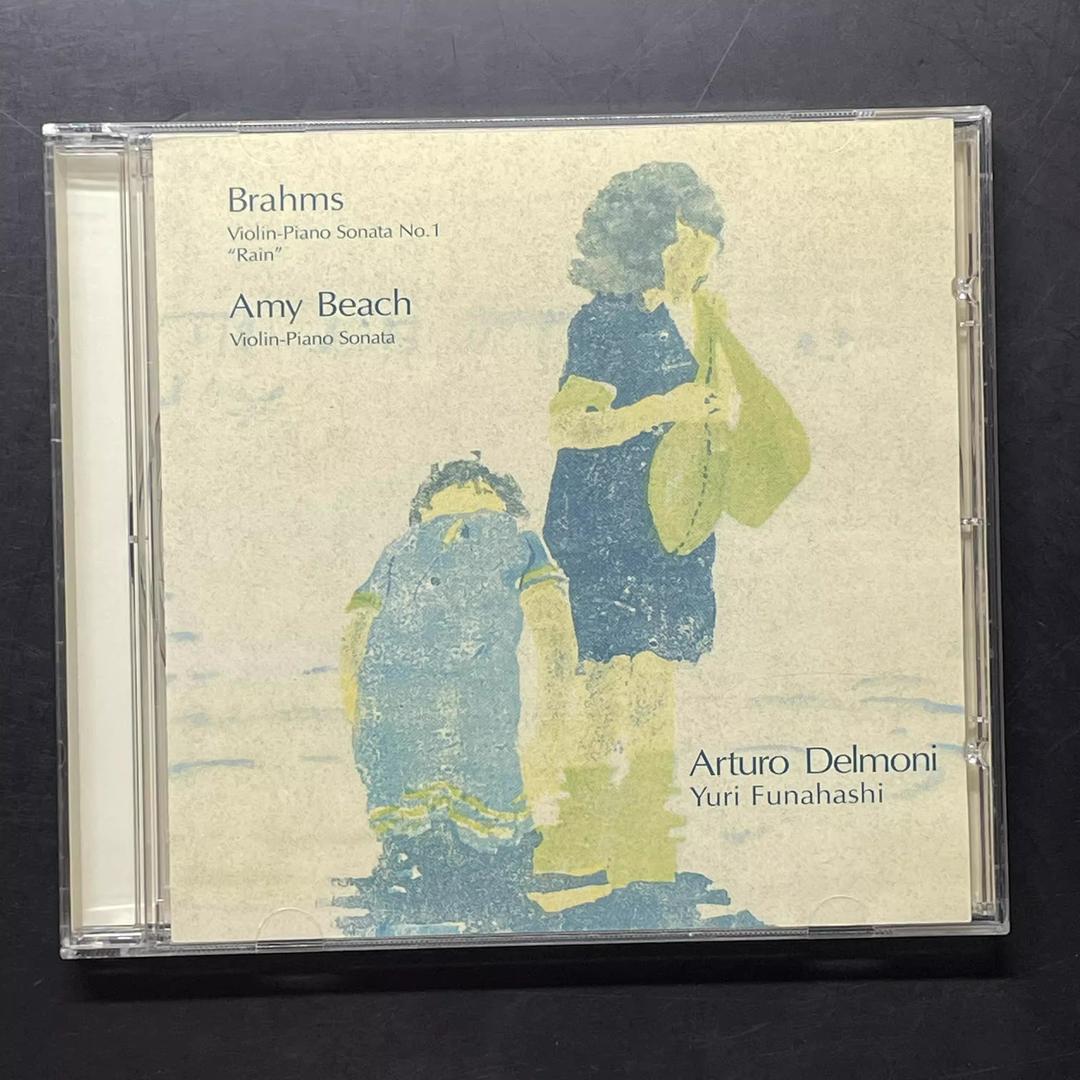 Brahms
Violin-Piano Sonata No.1
“Rain”
Amy Beach
Violin-Piano Sonata
Arturo Delmoni
Yuri Funahashi